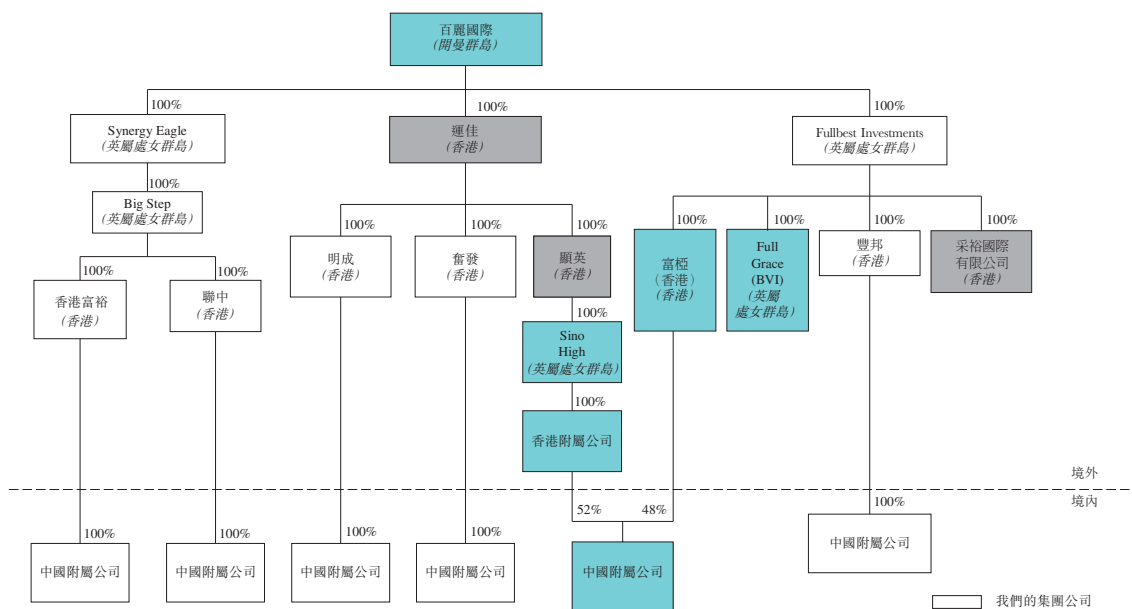 百麗國際
(開曼群島)
100%
100%
100%
Synergy Eagle
(英屬處女群島)
運佳
(香港)
Fullbest Investments
(英屬處女群島)
100%
Big Step
(英屬處女群島)
100%
100%
100%
100%
100%
100%
100%
明成
(香港)
奮發
(香港)
顯英
(香港)
富椏
(香港)
(香港)
Full
Grace
(BVI)
(英屬
處女群島)
豐邦
(香港)
采裕國際
有限公司
(香港)
100%
100%
香港富裕
(香港)
聯中
(香港)
100%
Sino
High
(英屬處女群島)
100%
香港附屬公司
境外
境內
52%
48%
100%
100%
100%
100%
100%
中國附屬公司
中國附屬公司
中國附屬公司
中國附屬公司
中國附屬公司
中國附屬公司
我們的集團公司